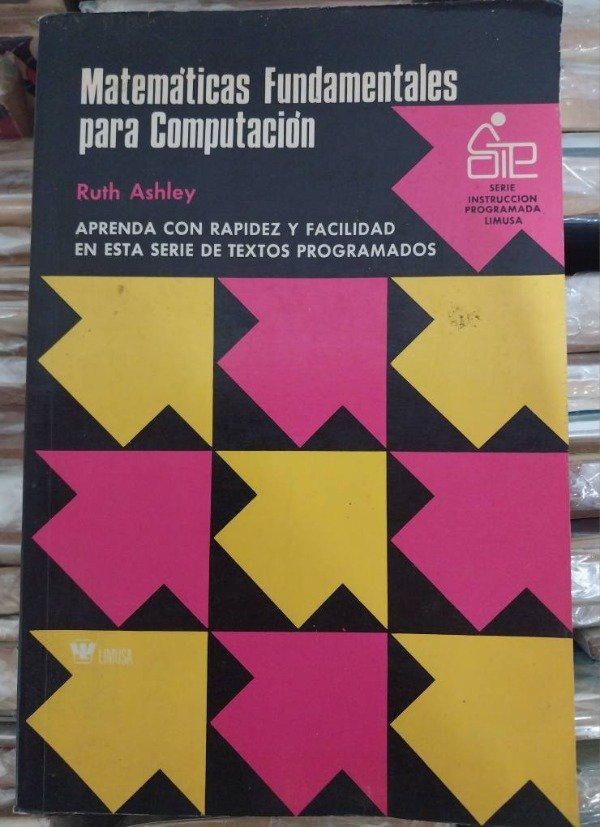 Matemáticas Fundamentales
para Computación
Ruth Ashley
APRENDA CON RAPIDEZ Y FACILIDAD
EN ESTA SERIE DE TEXTOS PROGRAMADOS
SERIE
INSTRUCCION
PROGRAMADA
LIMUSA
LIMUSA